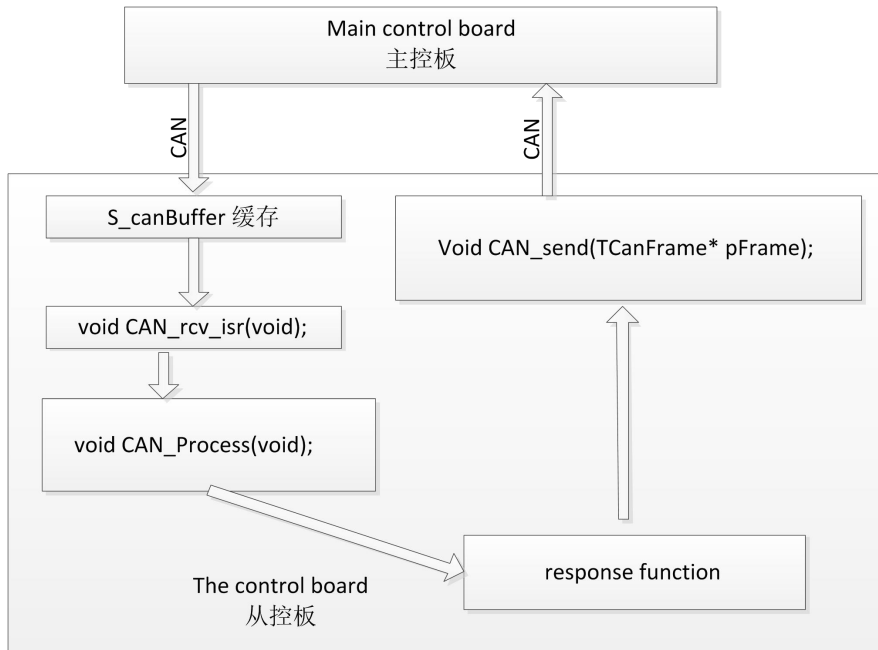 Main control board
主控板
CAN
CAN
S_canBuffer 缓存
Void CAN_send(TCanFrame* pFrame);
void CAN_rcv_isr(void);
void CAN_Process(void);
response function
The control board
从控板